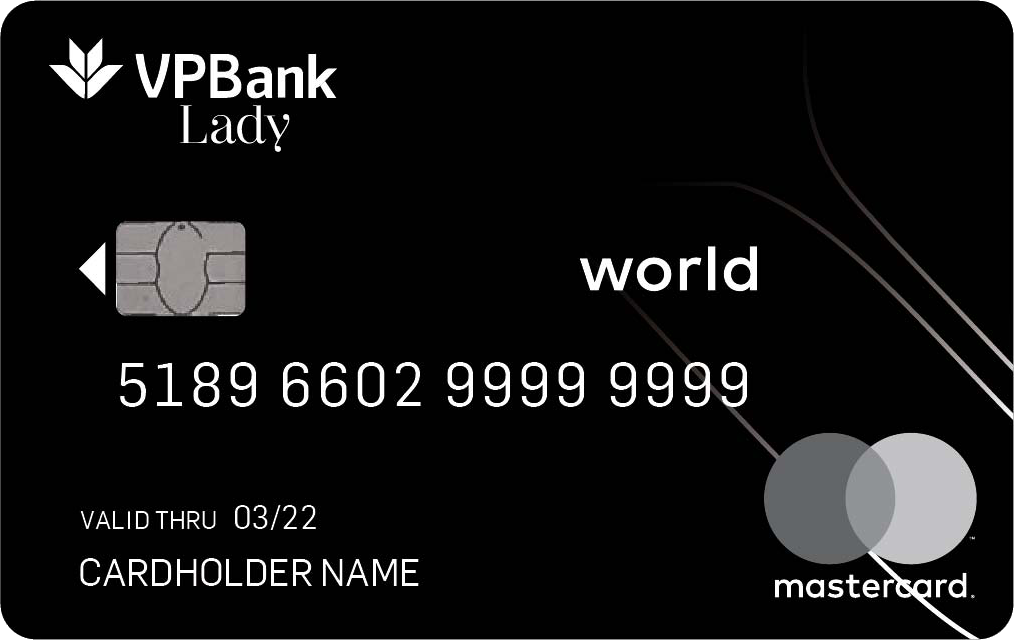 VPBank
Lady
world
5189 6602 9999 9999
VALID THRU 03/22
CARDHOLDER NAME
mastercard.